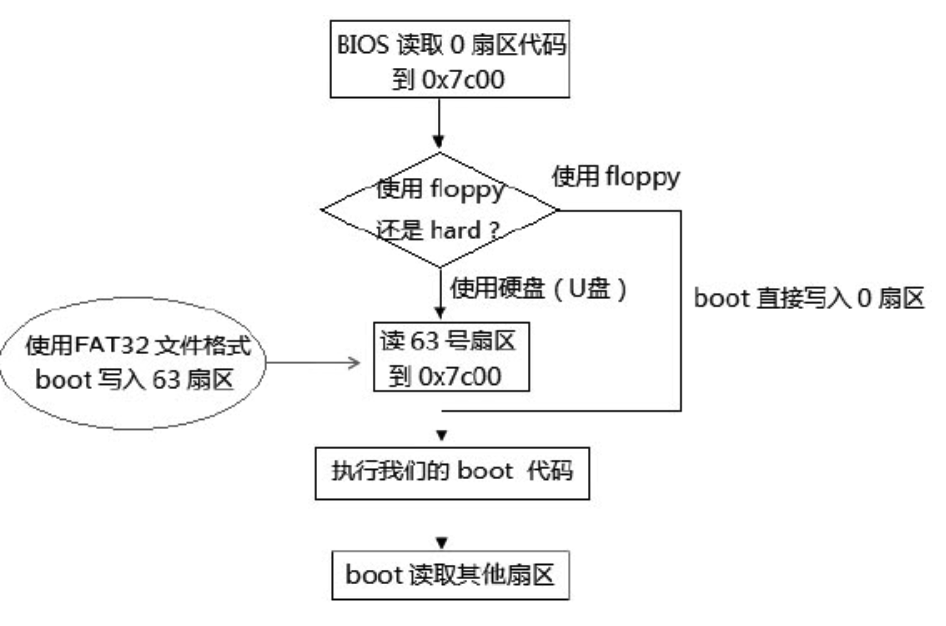 BIOS 读取 0 扇区代码
到 0x7c00
使用 floppy
还是 hard ?
使用 floppy
boot 直接写入 0 扇区
使用硬盘 ( U盘 )
使用FAT32 文件格式
boot 写入 63 扇区
读 63 号扇区
到 0x7c00
执行我们的 boot 代码
boot 读取其他扇区